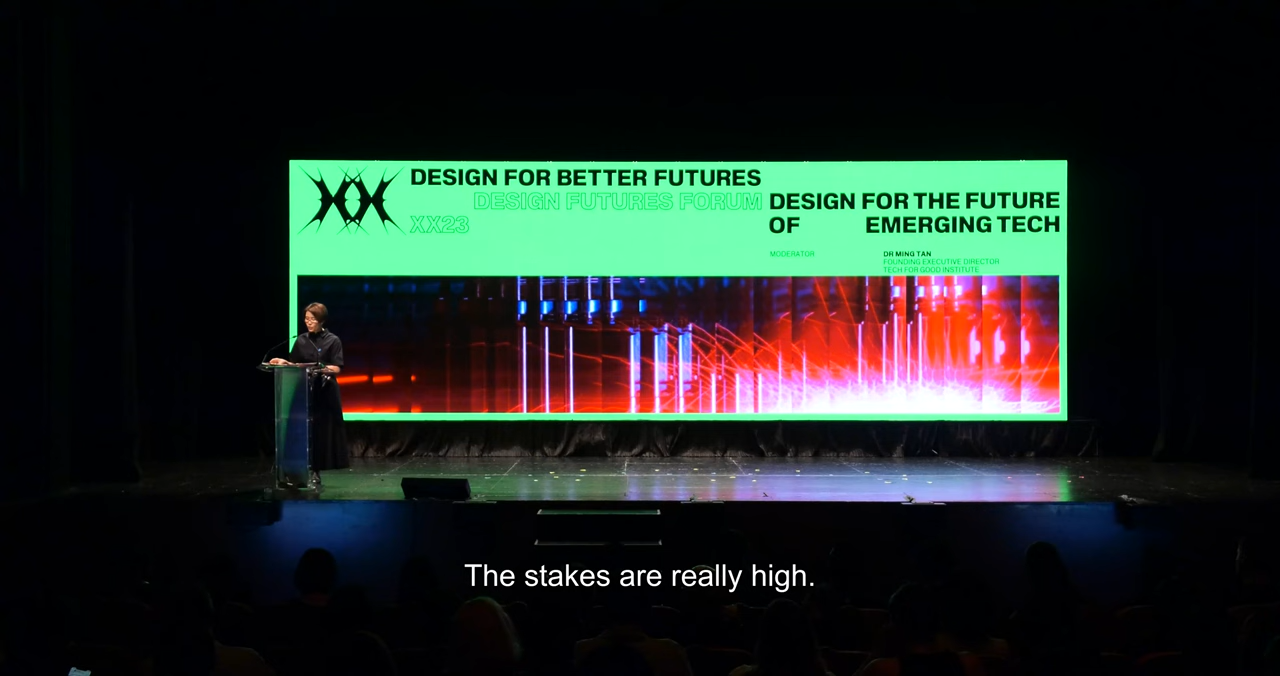 XX
DESIGN FOR BETTER FUTURES
DESIGN FUTURES FORUM
XX23
DESIGN FOR THE FUTURE
OF EMERGING TECH
MODERATOR
DR MING TAN
FOUNDING EXECUTIVE DIRECTOR
TECH FOR GOOD INSTITUTE
The stakes are really high.